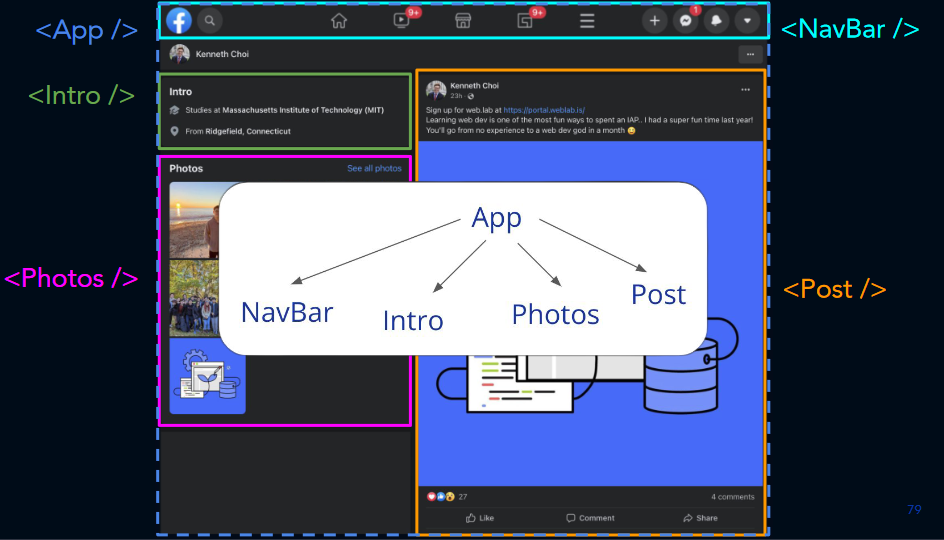 <App />
<NavBar />
9+
9+
1
Kenneth Choi
<Intro />
Intro
Studies at Massachusetts Institute of Technology (MIT)
From Ridgefield, Connecticut
Kenneth Choi
23h ·
Sign up for web.lab at https://portal.weblab.is/
Learning web dev is one of the most fun ways to spent an IAP.. I had a super fun time last year!
You'll go from no experience to a web dev god in a month 😄
Photos
See all photos
<Photos />
App
NavBar
Intro
Photos
Post
<Post />
27
4 comments
Like
Comment
Share
79